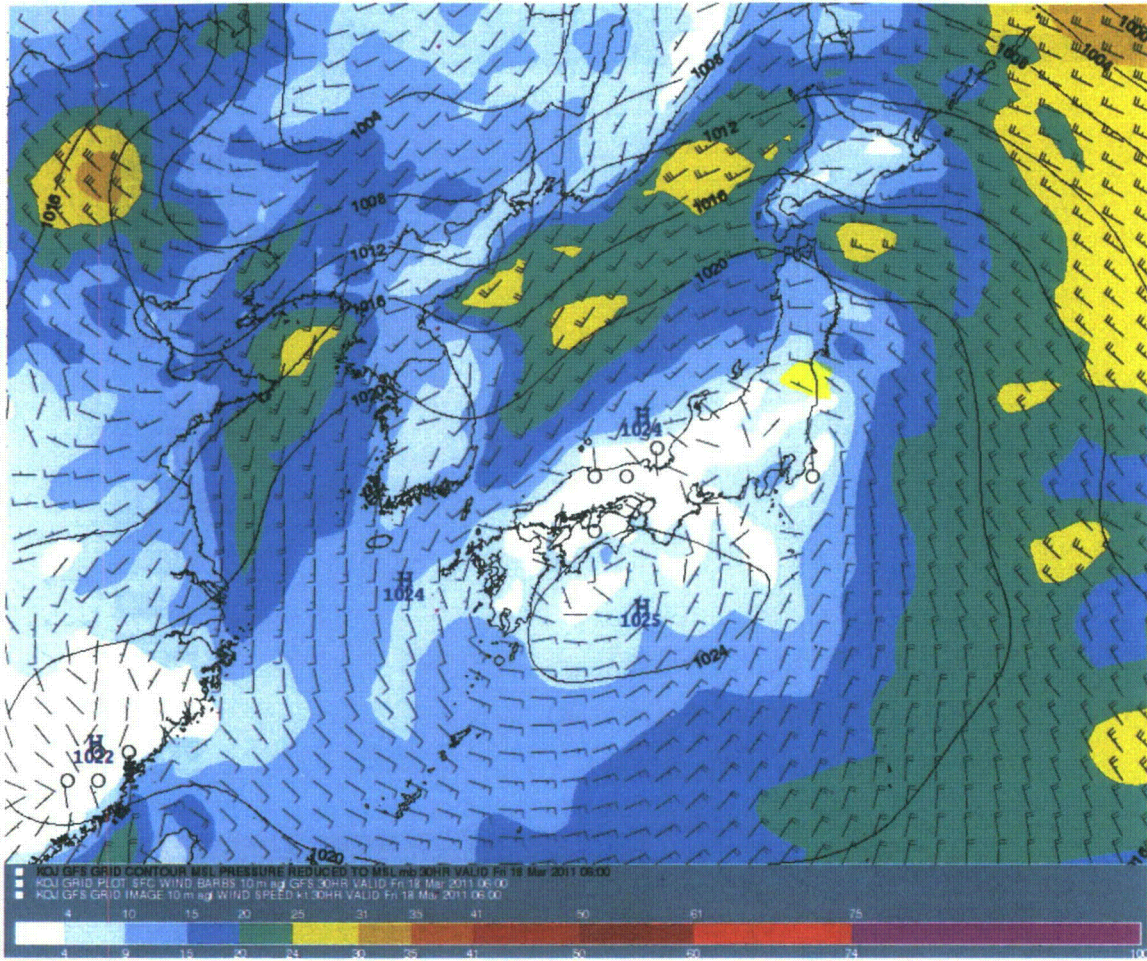 1008
1008
1004
1004
1012
1016
1016
1008
1012
1020
1016
1020
H
1024
H
1024
H
1025
1024
H
1022
1020
KOJ GFS GRID CONTOUR MSL PRESSURE REDUCED TO MSL mb 30HR VALID Fri 18 Mar 2011 06:00
KOJ GRID PLOT SFC WIND BARBS 10 m agl GFS 30HR VALID Fri 18 Mar 2011 06:00
KOJ GFS GRID IMAGE 10 m agl WIND SPEED kt 30HR VALID Fri 18 Mar 2011 06:00
4 10 15 20 25 31 35 41 50 61 75
4 9 15 20 24 30 35 40 50 60 74 100